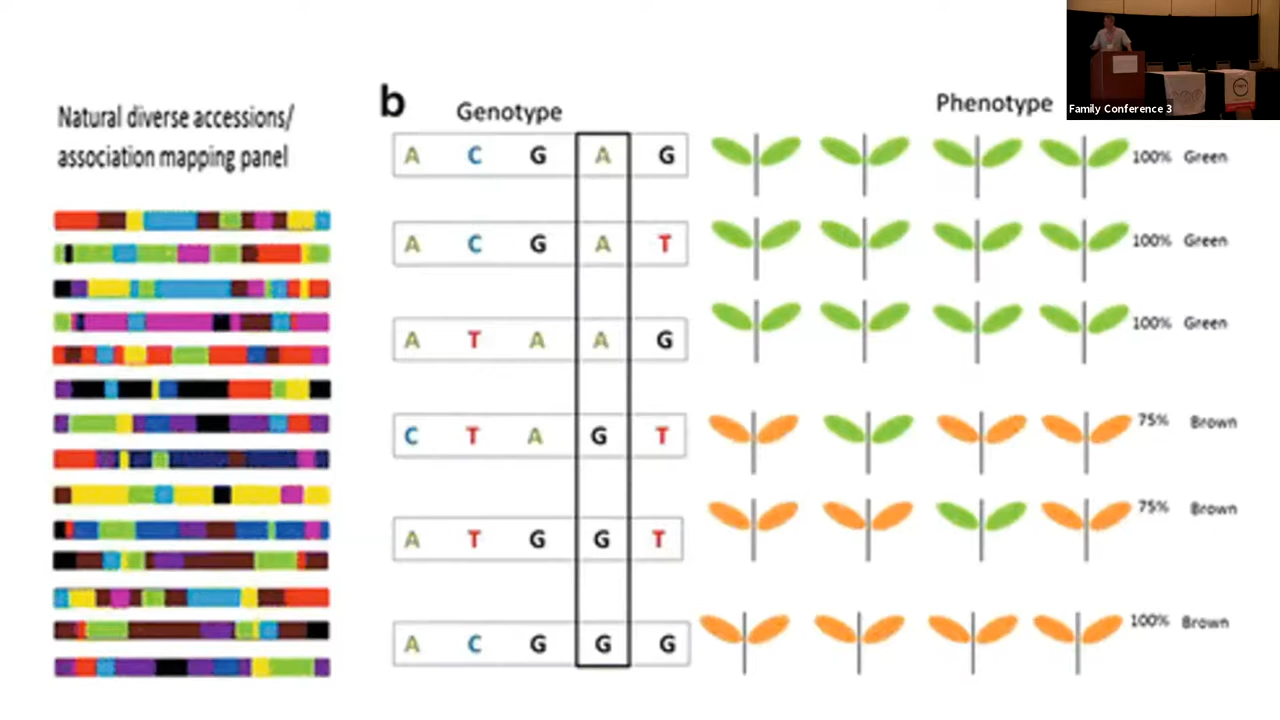 Natural diverse accessions/
association mapping panel
b
Genotype
Phenotype
Family Conference 3
A C G A G
100% Green
A C G A T
100% Green
A T A A G
100% Green
C T A G T
75% Brown
A T G G T
75% Brown
A C G G G
100% Brown